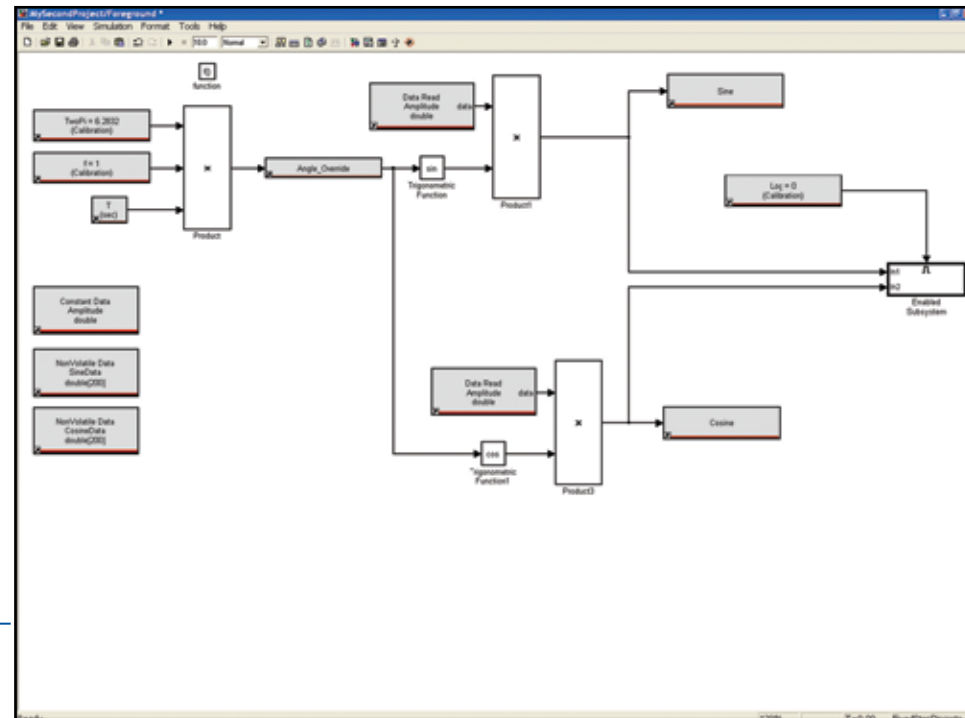 MySecondProject/Foreground *
File Edit View Simulation Format Tools Help
10.0 Normal
f()
function
TwoPi = 6.2832
(Calibration)
f = 1
(Calibration)
T
(sec)
Product
Angle_Override
Data Read
Amplitude
double
data
sin
Trigonometric
Function
Product1
Sine
Log = 0
(Calibration)
In1
In2
Enabled
Subsystem
Constant Data
Amplitude
double
NonVolatile Data
SineData
double[200]
NonVolatile Data
CosineData
double[200]
Data Read
Amplitude
double
data
cos
Trigonometric
Function1
Product3
Cosine